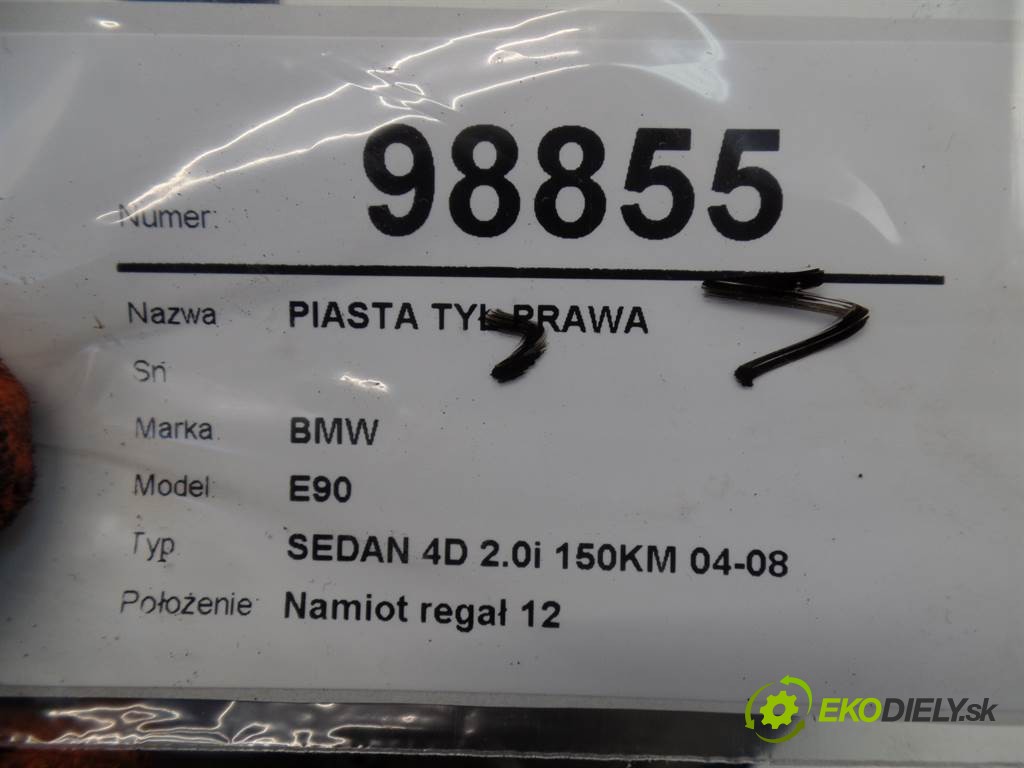 Numer: 98855
Nazwa PIASTA TYŁ PRAWA
Sń
Marka BMW
Model: E90
Typ SEDAN 4D 2.0i 150KM 04-08
Położenie: Namiot regał 12
EKODIELY.sk